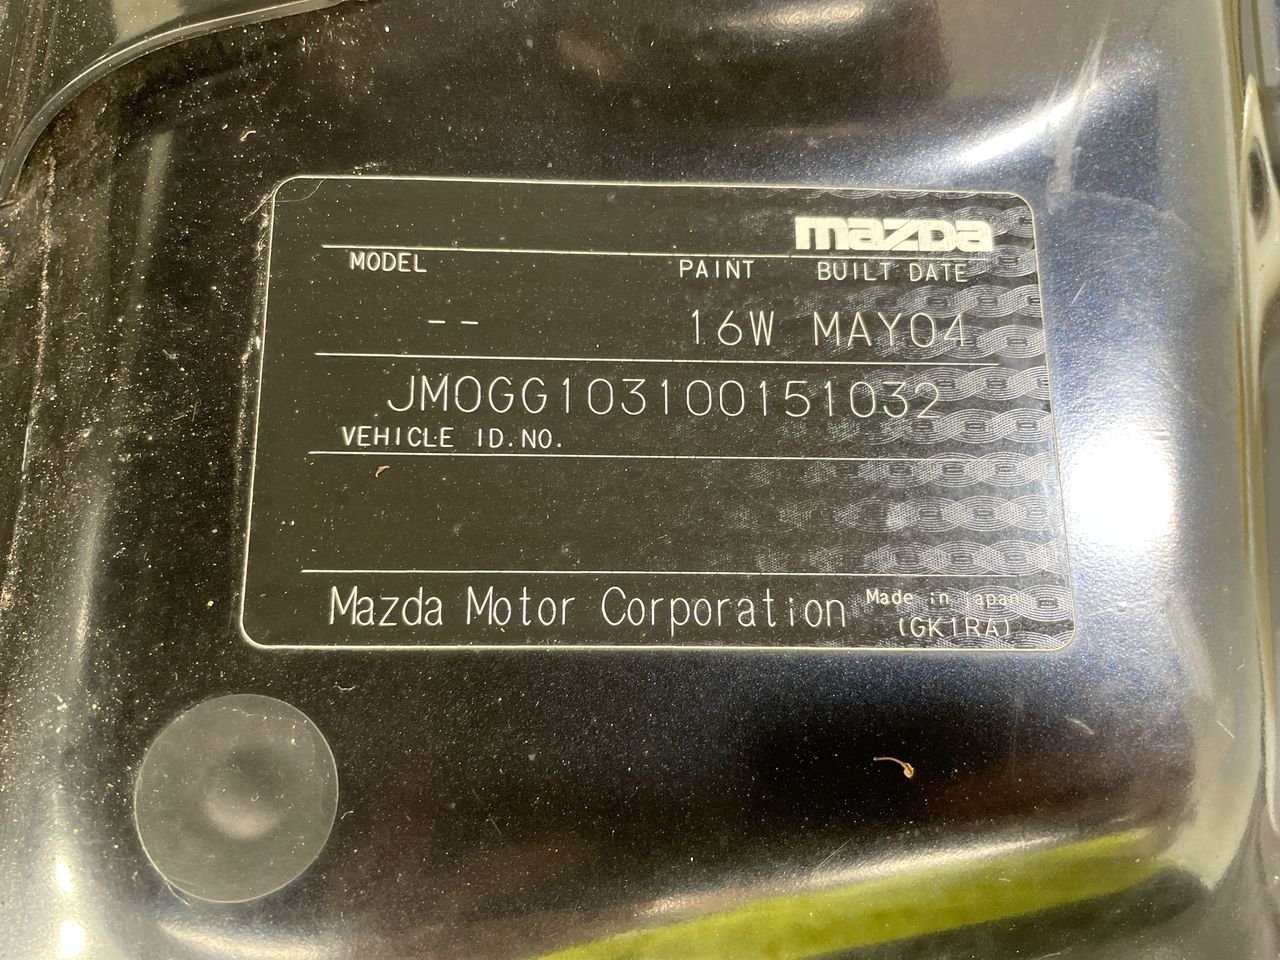 mazda
MODEL PAINT BUILT DATE
-- 16W MAY04
JM0GG103100151032
VEHICLE ID.NO.
Mazda Motor Corporation Made in japan
(GK1RA)